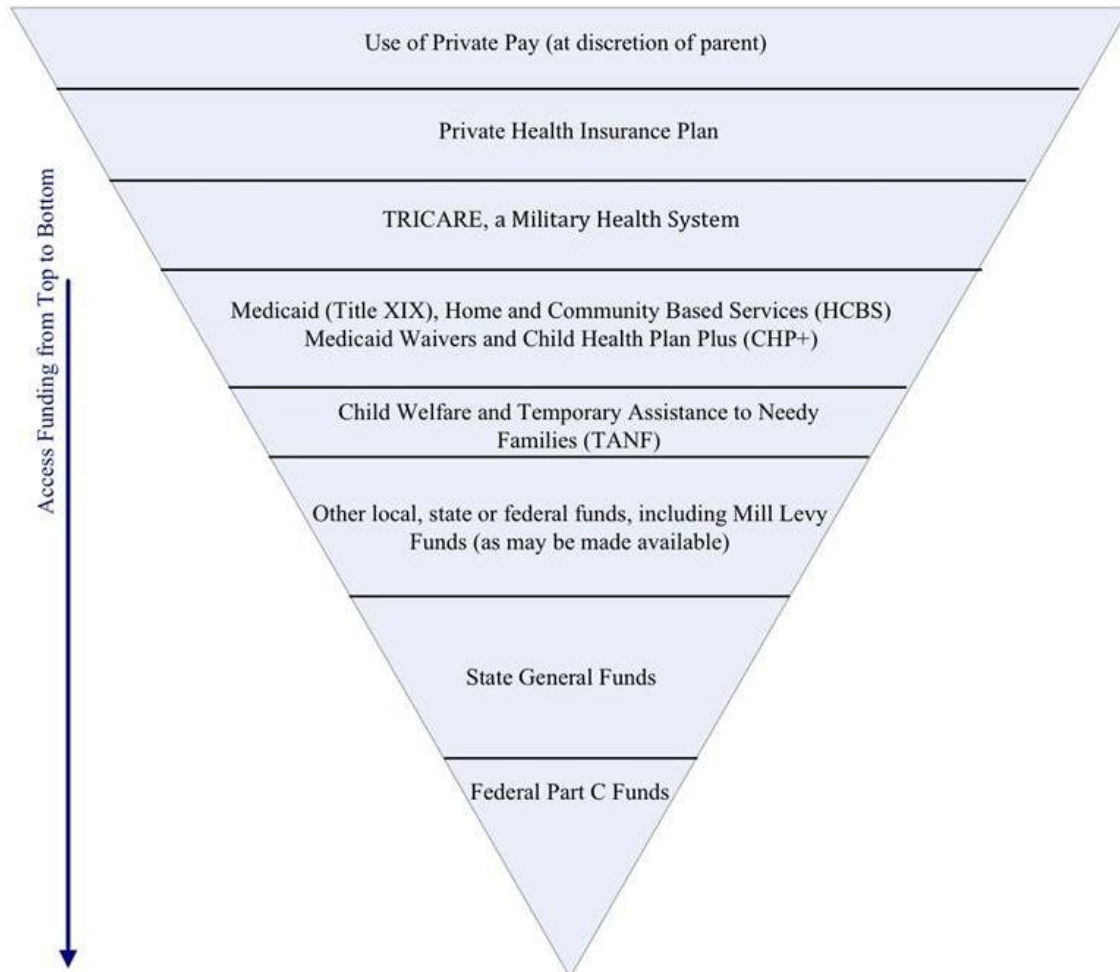 Use of Private Pay (at discretion of parent)
Private Health Insurance Plan
TRICARE, a Military Health System
Medicaid (Title XIX), Home and Community Based Services (HCBS)
Medicaid Waivers and Child Health Plan Plus (CHP+)
Child Welfare and Temporary Assistance to Needy
Families (TANF)
Other local, state or federal funds, including Mill Levy
Funds (as may be made available)
State General Funds
Federal Part C Funds
Access Funding from Top to Bottom